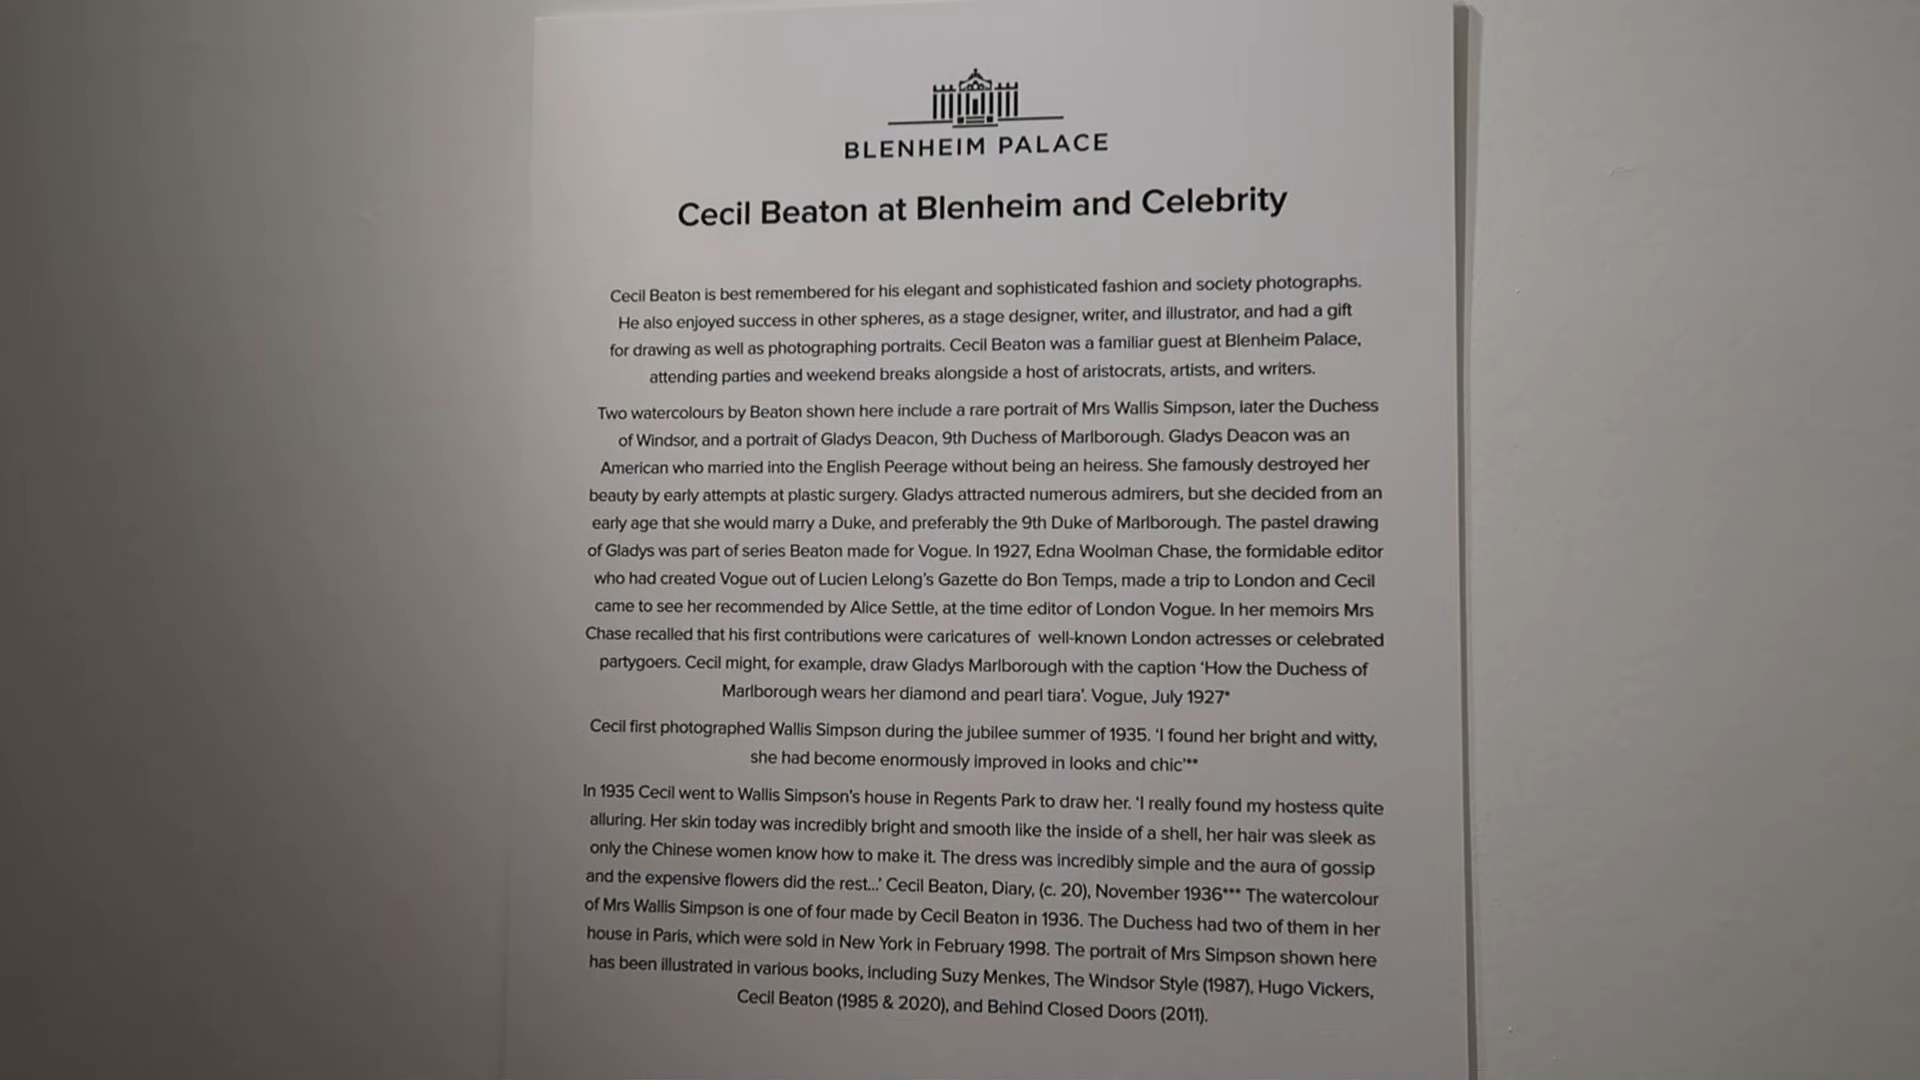 BLENHEIM PALACE
Cecil Beaton at Blenheim and Celebrity
Cecil Beaton is best remembered for his elegant and sophisticated fashion and society photographs.
He also enjoyed success in other spheres, as a stage designer, writer, and illustrator, and had a gift
for drawing as well as photographing portraits. Cecil Beaton was a familiar guest at Blenheim Palace,
attending parties and weekend breaks alongside a host of aristocrats, artists, and writers.
Two watercolours by Beaton shown here include a rare portrait of Mrs Wallis Simpson, later the Duchess
of Windsor, and a portrait of Gladys Deacon, 9th Duchess of Marlborough. Gladys Deacon was an
American who married into the English Peerage without being an heiress. She famously destroyed her
beauty by early attempts at plastic surgery. Gladys attracted numerous admirers, but she decided from an
early age that she would marry a Duke, and preferably the 9th Duke of Marlborough. The pastel drawing
of Gladys was part of series Beaton made for Vogue. In 1927, Edna Woolman Chase, the formidable editor
who had created Vogue out of Lucien Lelong's Gazette do Bon Temps, made a trip to London and Cecil
came to see her recommended by Alice Settle, at the time editor of London Vogue. In her memoirs Mrs
Chase recalled that his first contributions were caricatures of well-known London actresses or celebrated
partygoers. Cecil might, for example, draw Gladys Marlborough with the caption 'How the Duchess of
Marlborough wears her diamond and pearl tiara'. Vogue, July 1927*
Cecil first photographed Wallis Simpson during the jubilee summer of 1935. 'I found her bright and witty,
she had become enormously improved in looks and chic'**
In 1935 Cecil went to Wallis Simpson's house in Regents Park to draw her. 'I really found my hostess quite
alluring. Her skin today was incredibly bright and smooth like the inside of a shell, her hair was sleek as
only the Chinese women know how to make it. The dress was incredibly simple and the aura of gossip
and the expensive flowers did the rest...' Cecil Beaton, Diary, (c. 20), November 1936*** The watercolour
of Mrs Wallis Simpson is one of four made by Cecil Beaton in 1936. The Duchess had two of them in her
house in Paris, which were sold in New York in February 1998. The portrait of Mrs Simpson shown here
has been illustrated in various books, including Suzy Menkes, The Windsor Style (1987), Hugo Vickers,
Cecil Beaton (1985 & 2020), and Behind Closed Doors (2011).